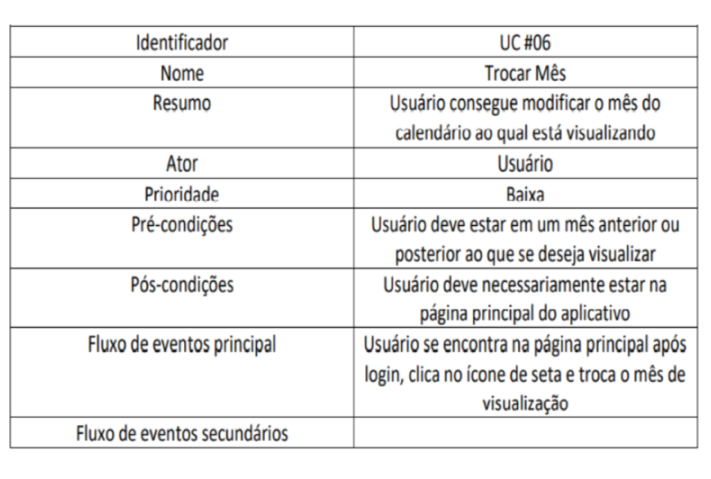 Identificador
UC #06
Nome
Trocar Mês
Resumo
Usuário consegue modificar o mês do
calendário ao qual está visualizando
Ator
Usuário
Prioridade
Baixa
Pré-condições
Usuário deve estar em um mês anterior ou
posterior ao que se deseja visualizar
Pós-condições
Usuário deve necessariamente estar na
página principal do aplicativo
Fluxo de eventos principal
Usuário se encontra na página principal após
login, clica no ícone de seta e troca o mês de
visualização
Fluxo de eventos secundários